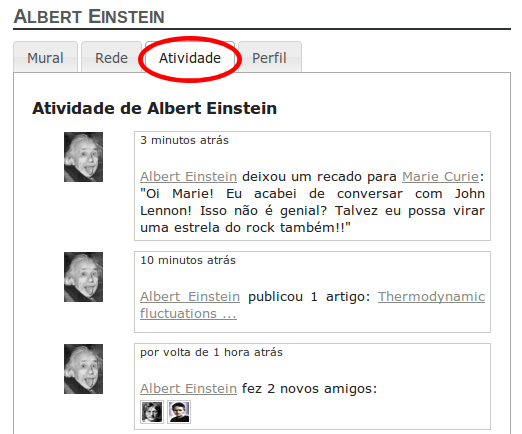 ALBERT EINSTEIN
Mural Rede Atividade Perfil
Atividade de Albert Einstein
3 minutos atrás
Albert Einstein deixou um recado para Marie Curie:
"Oi Marie! Eu acabei de conversar com John
Lennon! Isso não é genial? Talvez eu possa virar
uma estrela do rock também!!"
10 minutos atrás
Albert Einstein publicou 1 artigo: Thermodynamic
fluctuations ...
por volta de 1 hora atrás
Albert Einstein fez 2 novos amigos: